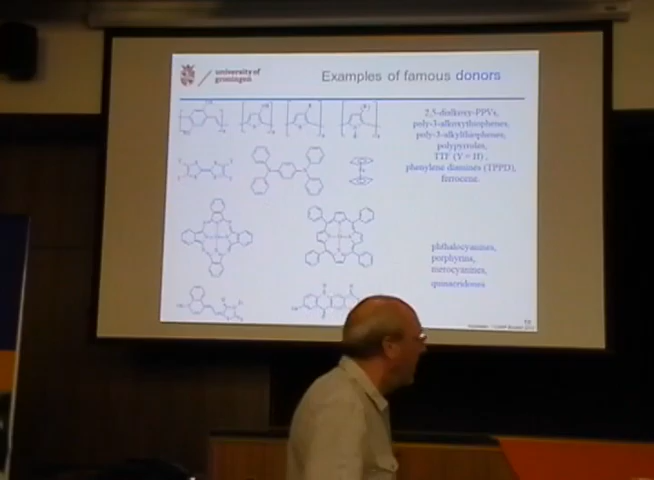 university of
groningen
Examples of famous donors
2,5-dialkoxy-PPVs,
poly-3-alkoxythiophenes,
poly-3-alkylthiophenes,
polypyrroles,
TTF (Y = H) ,
phenylene diamines (TPPD),
ferrocene.
phthalocyanines,
porphyrins,
merocyanines,
quinacridones